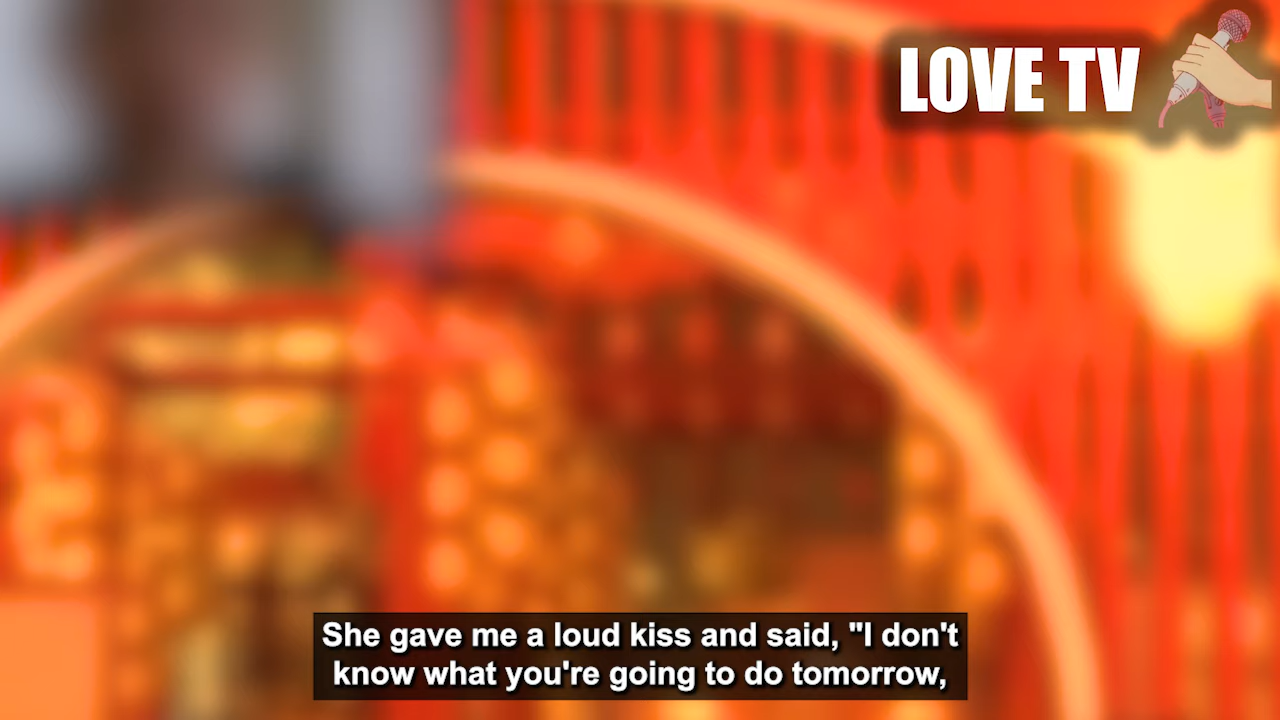 LOVE TV
She gave me a loud kiss and said, "I don't
know what you're going to do tomorrow,